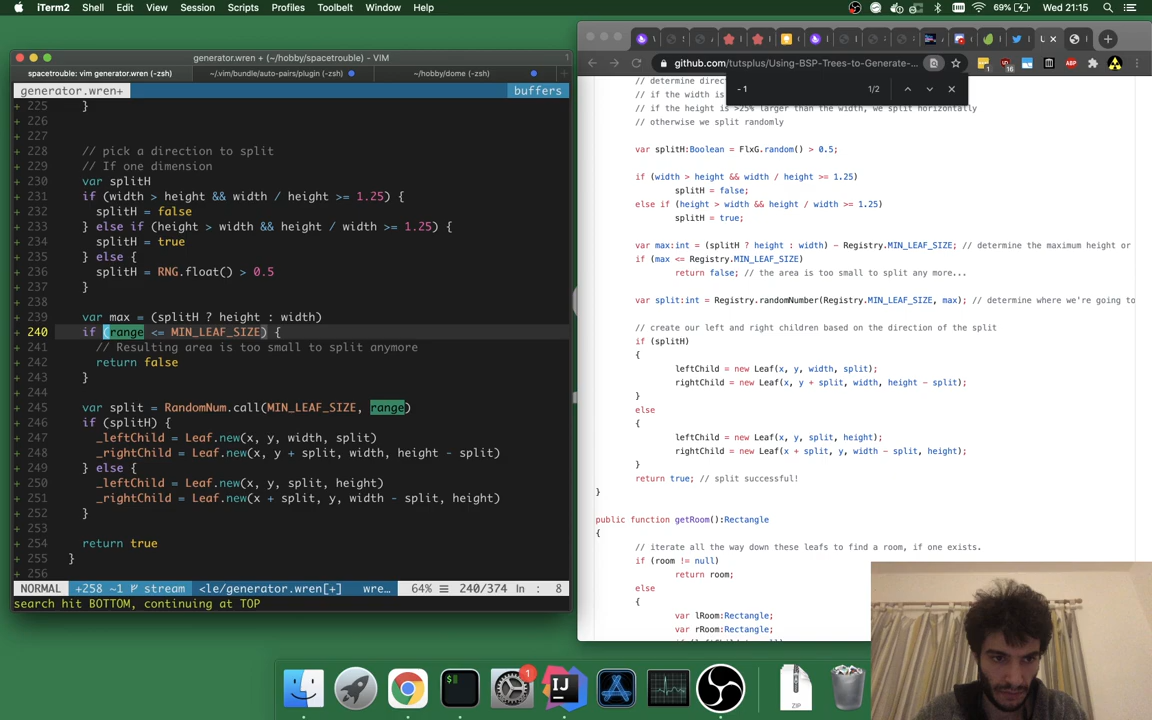 iTerm2 Shell Edit View Session Scripts Profiles Toolbelt Window Help 69% Wed 21:15
generator.wren + (~/hobby/spacetrouble) - VIM
spacetrouble: vim generator.wren (-zsh) ~/.vim/bundle/auto-pairs/plugin (-zsh) ~/hobby/dome (-zsh)
generator.wren+ buffers
+ 225 }
+ 226
+ 227
+ 228 // pick a direction to split
+ 229 // If one dimension
+ 230 var splitH
+ 231 if (width > height && width / height >= 1.25) {
+ 232 splitH = false
+ 233 } else if (height > width && height / width >= 1.25) {
+ 234 splitH = true
+ 235 } else {
+ 236 splitH = RNG.float() > 0.5
+ 237 }
+ 238
+ 239 var max = (splitH ? height : width)
+ 240 if (range <= MIN_LEAF_SIZE) {
+ 241 // Resulting area is too small to split anymore
+ 242 return false
+ 243 }
+ 244
+ 245 var split = RandomNum.call(MIN_LEAF_SIZE, range)
+ 246 if (splitH) {
+ 247 _leftChild = Leaf.new(x, y, width, split)
+ 248 _rightChild = Leaf.new(x, y + split, width, height - split)
+ 249 } else {
+ 250 _leftChild = Leaf.new(x, y, split, height)
+ 251 _rightChild = Leaf.new(x + split, y, width - split, height)
+ 252 }
+ 253
+ 254 return true
+ 255 }
+ 256
NORMAL +258 ~1 stream <le/generator.wren[+] wre... 64% 240/374 ln : 8
search hit BOTTOM, continuing at TOP
github.com/tutsplus/Using-BSP-Trees-to-Generate-...
-1 1/2
// determine direc
// if the width is
// if the height is >25% larger than the width, we split horizontally
// otherwise we split randomly
var splitH:Boolean = FlxG.random() > 0.5;
if (width > height && width / height >= 1.25)
splitH = false;
else if (height > width && height / width >= 1.25)
splitH = true;
var max:int = (splitH ? height : width) - Registry.MIN_LEAF_SIZE; // determine the maximum height or
if (max <= Registry.MIN_LEAF_SIZE)
return false; // the area is too small to split any more...
var split:int = Registry.randomNumber(Registry.MIN_LEAF_SIZE, max); // determine where we're going to
// create our left and right children based on the direction of the split
if (splitH)
{
leftChild = new Leaf(x, y, width, split);
rightChild = new Leaf(x, y + split, width, height - split);
}
else
{
leftChild = new Leaf(x, y, split, height);
rightChild = new Leaf(x + split, y, width - split, height);
}
return true; // split successful!
}
public function getRoom():Rectangle
{
// iterate all the way down these leafs to find a room, if one exists.
if (room != null)
return room;
else
{
var lRoom:Rectangle;
var rRoom:Rectangle;
1
IJ
ZIP